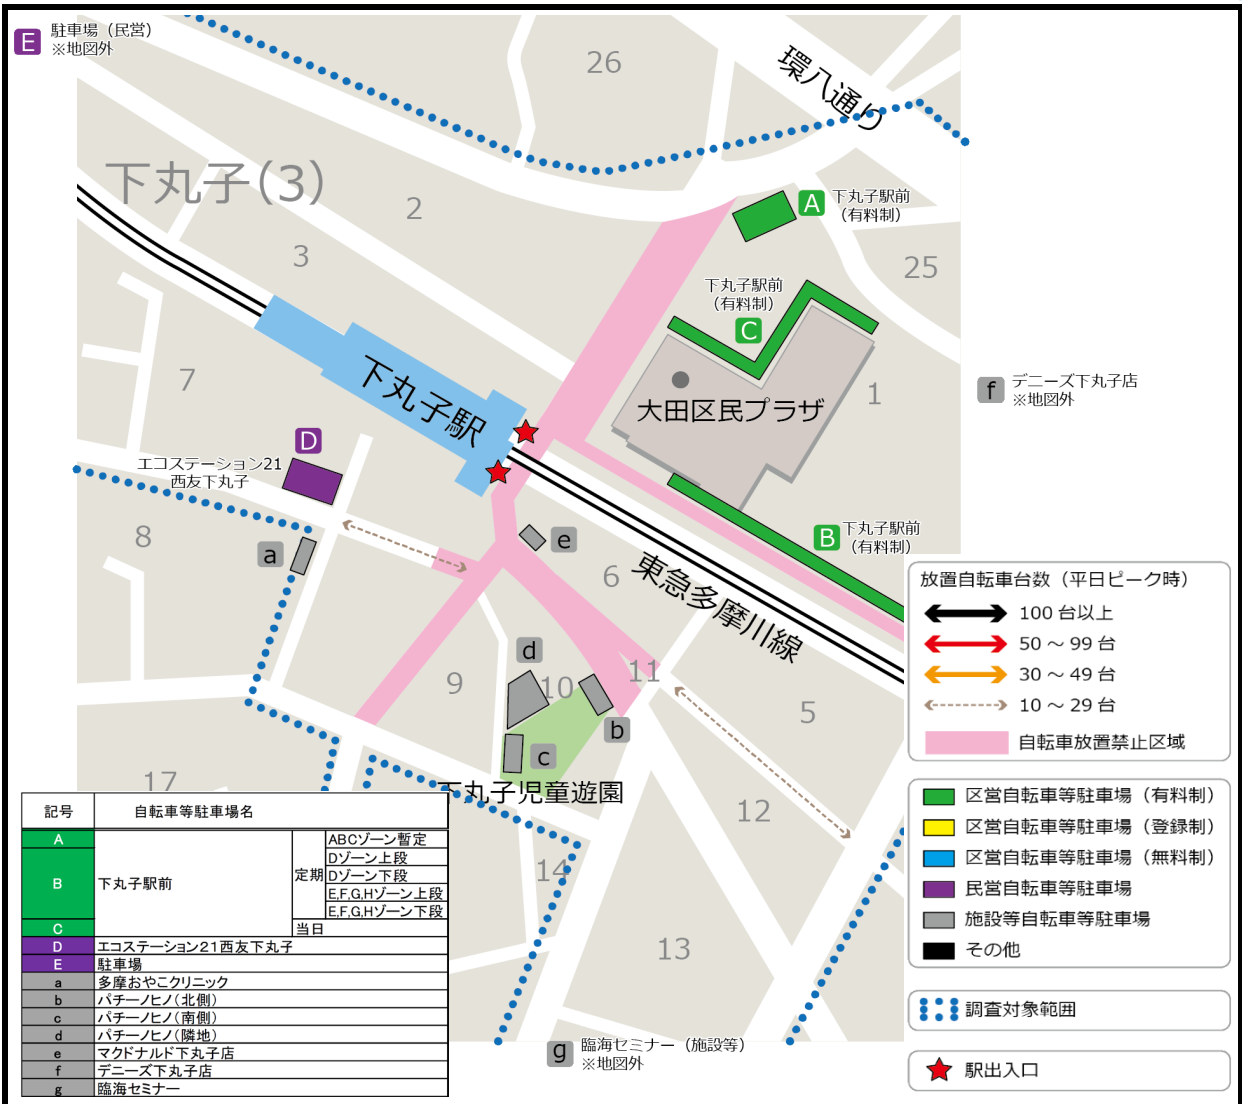 E
駐車場（民営）
※地図外
26
環八通り
下丸子(3)
2
3
A
下丸子駅前
（有料制）
25
下丸子駅前
（有料制）
C
7
下丸子駅
大田区民プラザ
1
f
デニーズ下丸子店
※地図外
D
エコステーション21
西友下丸子
8
a
e
B
下丸子駅前
（有料制）
6
東急多摩川線
d
9
10
11
b
c
5
17
下丸子児童遊園
12
14
13
g
臨海セミナー（施設等）
※地図外
放置自転車台数（平日ピーク時）
100 台以上
50 ～ 99 台
30 ～ 49 台
10 ～ 29 台
自転車放置禁止区域
区営自転車等駐車場（有料制）
区営自転車等駐車場（登録制）
区営自転車等駐車場（無料制）
民営自転車等駐車場
施設等自転車等駐車場
その他
調査対象範囲
駅出入口
記号 自転車等駐車場名
A
B
C
下丸子駅前
定期
ABCゾーン暫定
Dゾーン上段
Dゾーン下段
E,F,G,Hゾーン上段
E,F,G,Hゾーン下段
当日
D エコステーション21西友下丸子
E 駐車場
a 多摩おやこクリニック
b パチーノヒノ（北側）
c パチーノヒノ（南側）
d パチーノヒノ（隣地）
e マクドナルド下丸子店
f デニーズ下丸子店
g 臨海セミナー